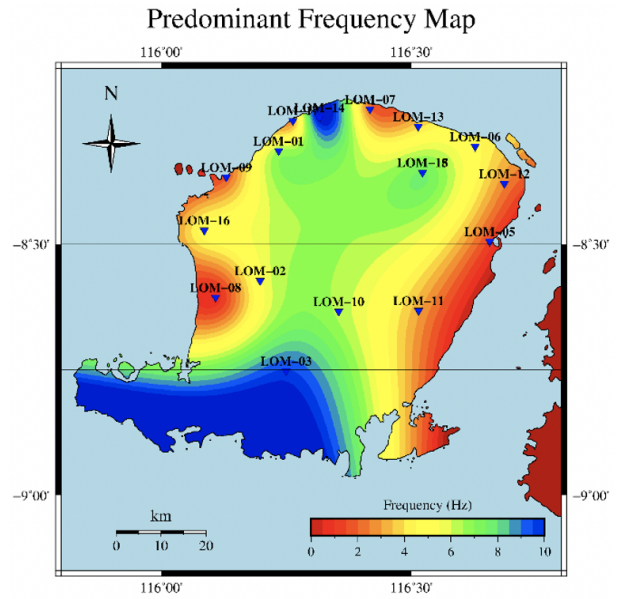 Predominant Frequency Map
116°00' 116°30'
N
LOM-14
LOM-07
LOM-13
LOM-01
LOM-06
LOM-09
LOM-12
LOM-16
LOM-05
−8°30' −8°30'
LOM-02
LOM-08
LOM-10
LOM-11
LOM-03
−9°00' −9°00'
km
0 10 20
Frequency (Hz)
0 2 4 6 8 10
116°00' 116°30'